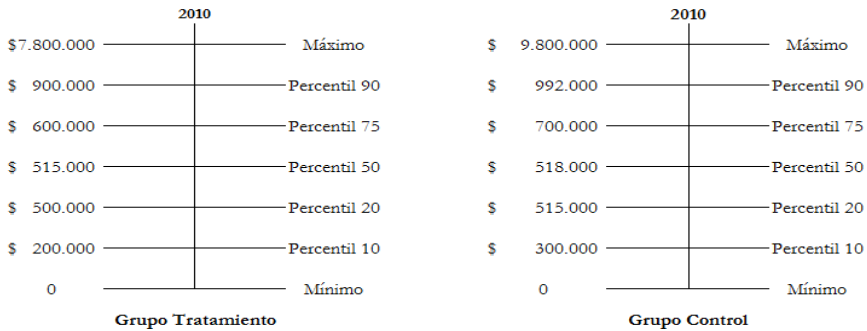 2010
$7.800.000 Máximo
$ 900.000 Percentil 90
$ 600.000 Percentil 75
$ 515.000 Percentil 50
$ 500.000 Percentil 20
$ 200.000 Percentil 10
0 Mínimo
Grupo Tratamiento
2010
$ 9.800.000 Máximo
$ 992.000 Percentil 90
$ 700.000 Percentil 75
$ 518.000 Percentil 50
$ 515.000 Percentil 20
$ 300.000 Percentil 10
0 Mínimo
Grupo Control